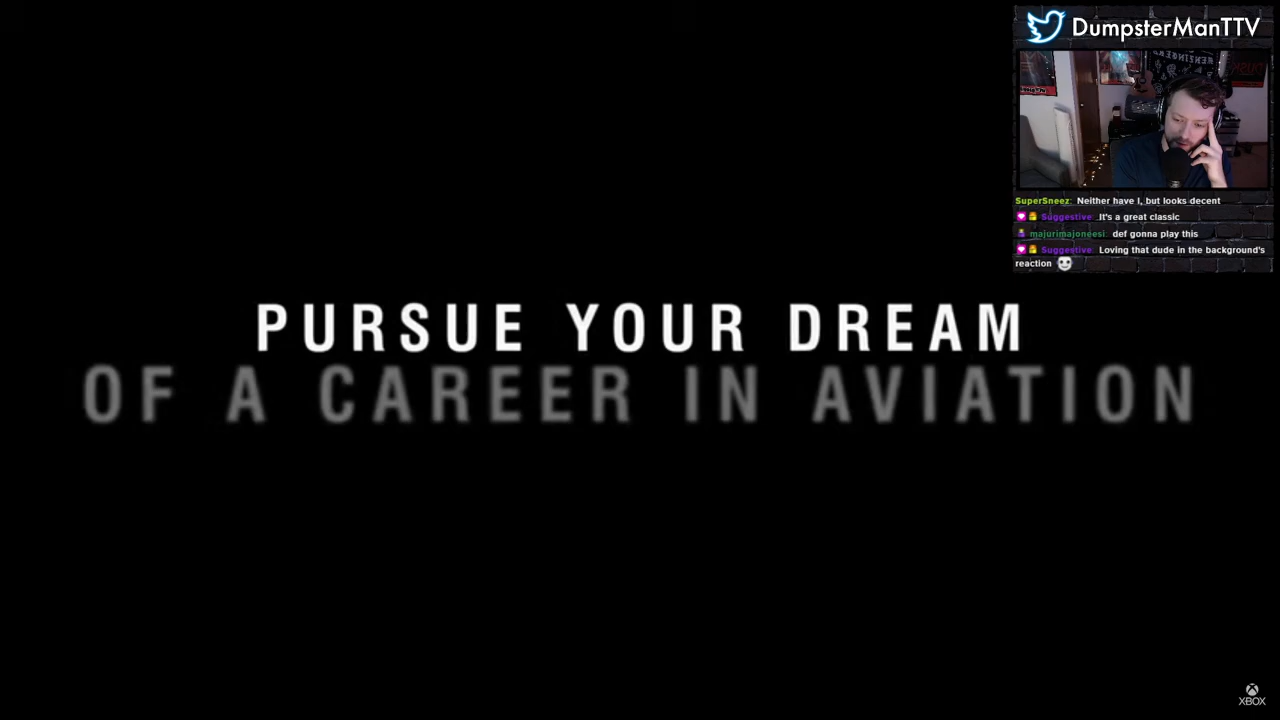 DumpsterManTTV
SuperSneez: Neither have I, but looks decent
Suggestive: It's a great classic
majurimajoneesi: def gonna play this
Suggestive: Loving that dude in the background's
reaction
PURSUE YOUR DREAM
OF A CAREER IN AVIATION
XBOX